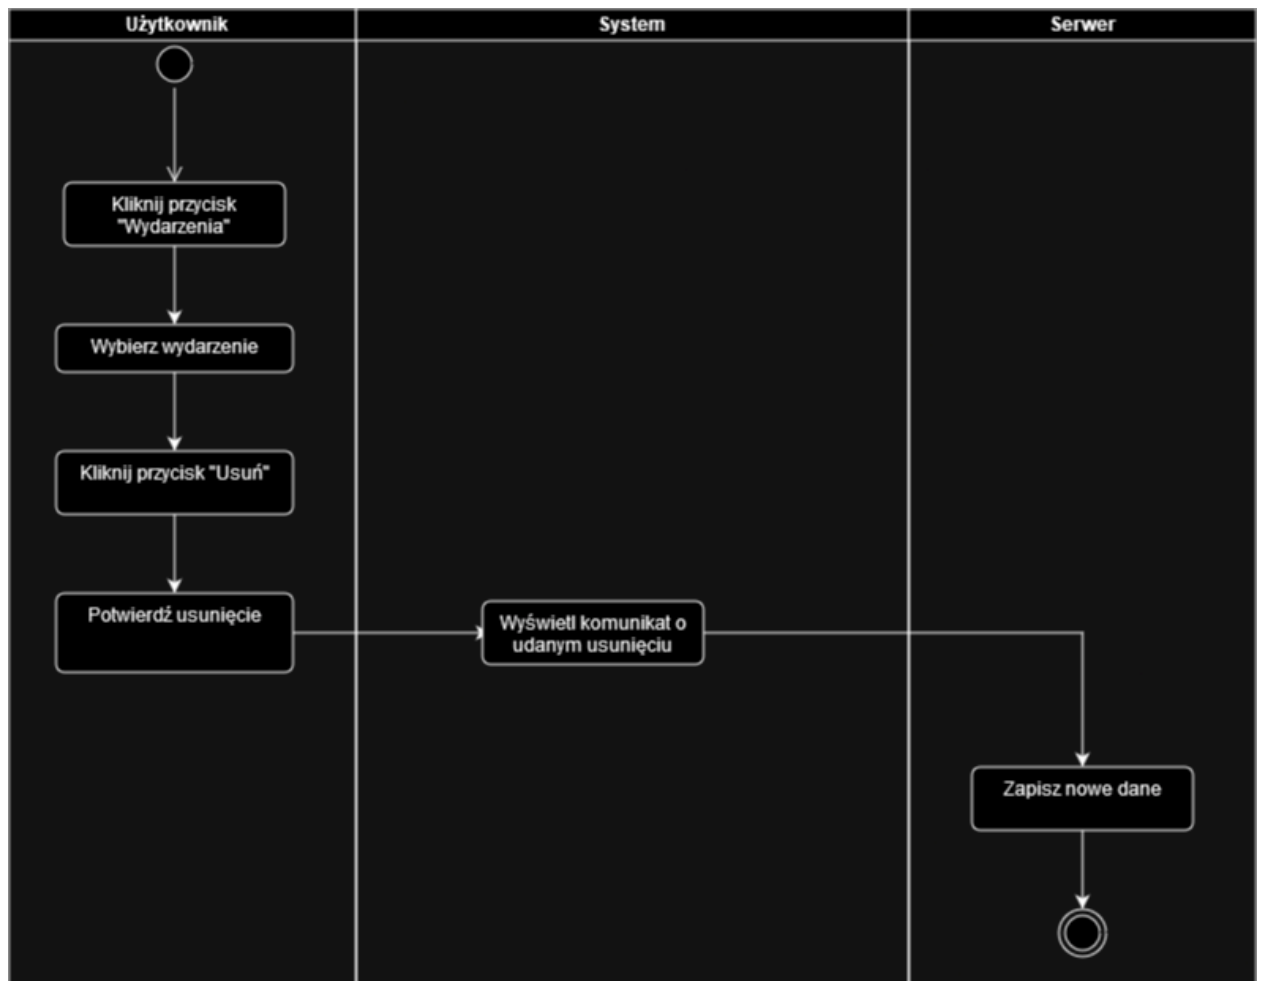 Użytkownik
System
Serwer
Kliknij przycisk
"Wydarzenia"
Wybierz wydarzenie
Kliknij przycisk "Usuń"
Potwierdź usunięcie
Wyświetl komunikat o
udanym usunięciu
Zapisz nowe dane